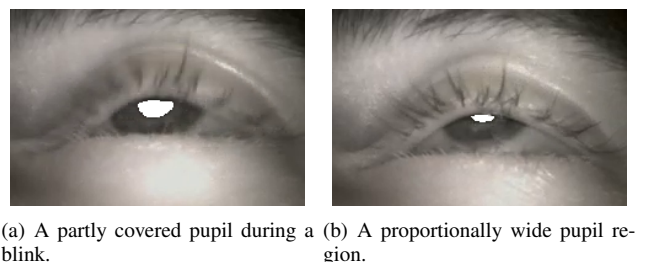 (a) A partly covered pupil during a blink.
(b) A proportionally wide pupil re-
gion.